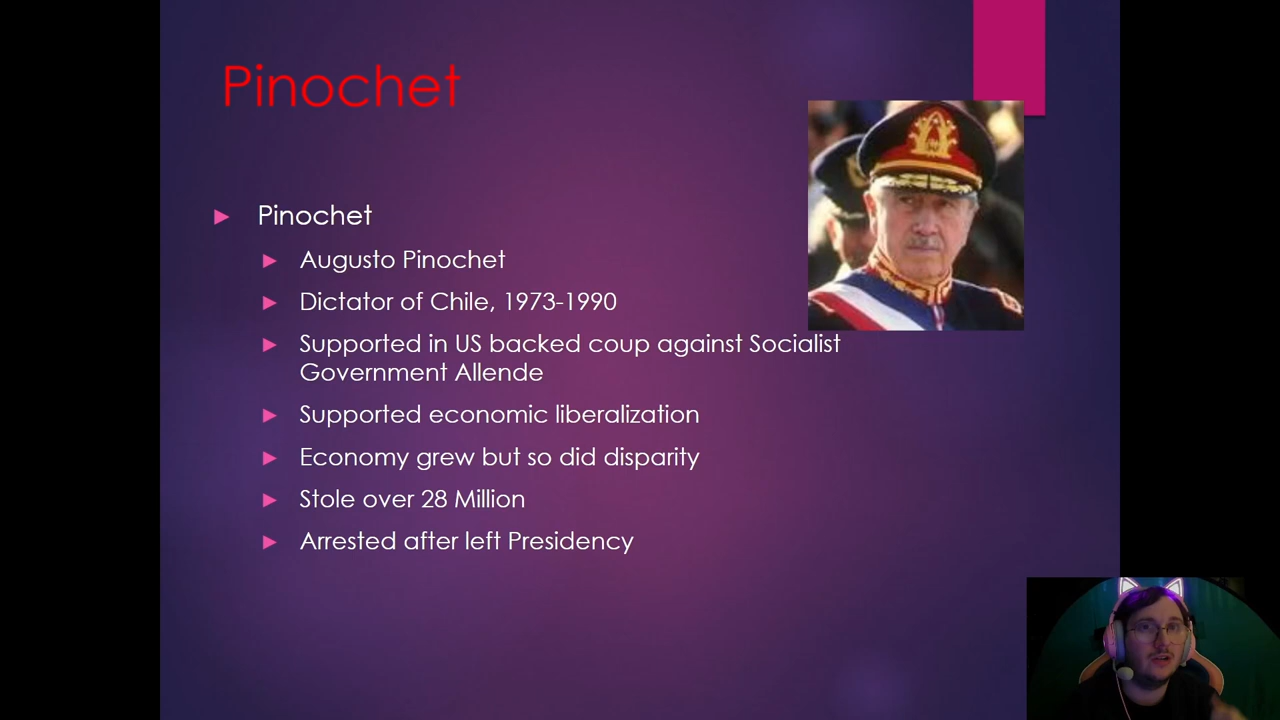 Pinochet
Pinochet
Augusto Pinochet
Dictator of Chile, 1973-1990
Supported in US backed coup against Socialist
Government Allende
Supported economic liberalization
Economy grew but so did disparity
Stole over 28 Million
Arrested after left Presidency